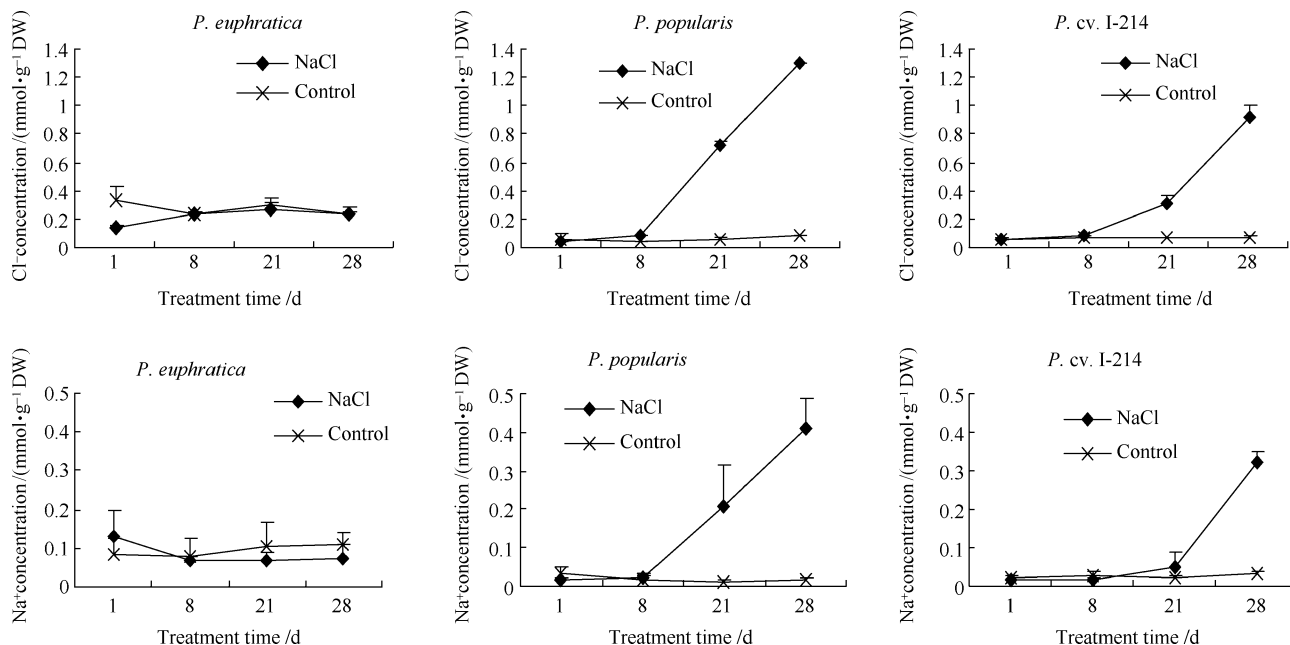 P. euphratica
Cl⁻concentration /(mmol•g⁻¹ DW)
1.4
1.2
1
0.8
0.6
0.4
0.2
0
NaCl
Control
1 8 21 28
Treatment time /d
P. popularis
Cl⁻concentration /(mmol•g⁻¹ DW)
1.4
1.2
1
0.8
0.6
0.4
0.2
0
NaCl
Control
1 8 21 28
Treatment time /d
P. cv. I-214
Cl⁻concentration /(mmol•g⁻¹ DW)
1.4
1.2
1
0.8
0.6
0.4
0.2
0
NaCl
Control
1 8 21 28
Treatment time /d
P. euphratica
Na⁺concentration /(mmol•g⁻¹ DW)
0.5
0.4
0.3
0.2
0.1
0
NaCl
Control
1 8 21 28
Treatment time /d
P. popularis
Na⁺concentration /(mmol•g⁻¹ DW)
0.5
0.4
0.3
0.2
0.1
0
NaCl
Control
1 8 21 28
Treatment time /d
P. cv. I-214
Na⁺concentration /(mmol•g⁻¹ DW)
0.5
0.4
0.3
0.2
0.1
0
NaCl
Control
1 8 21 28
Treatment time /d